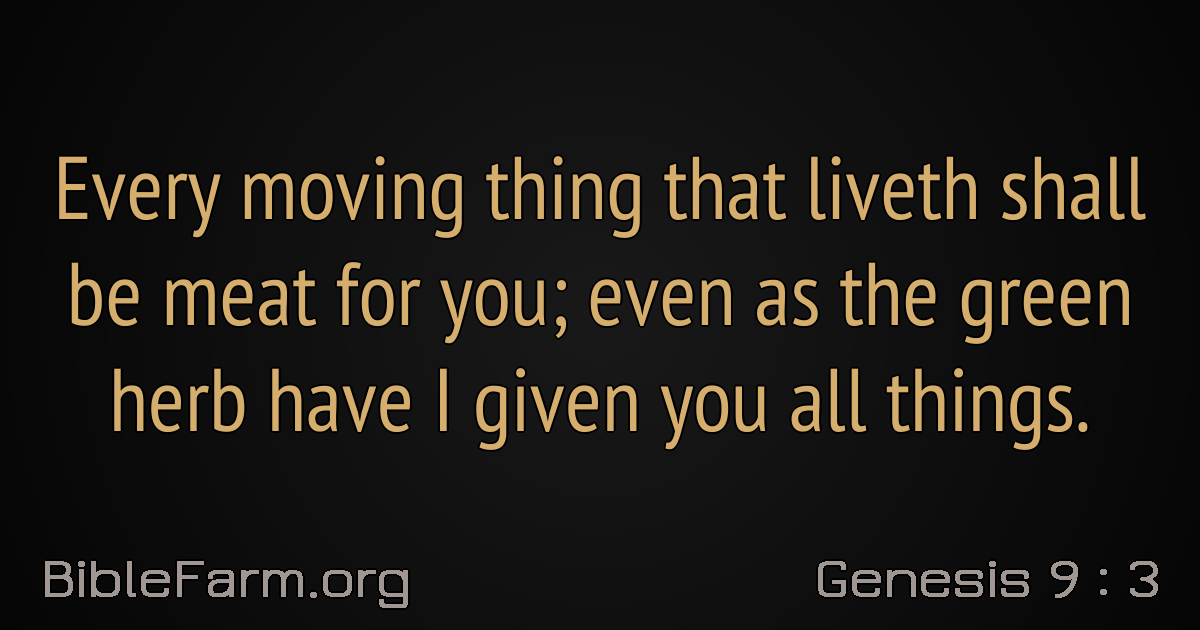 Every moving thing that liveth shall
be meat for you; even as the green
herb have I given you all things.
BibleFarm.org
Genesis 9 : 3